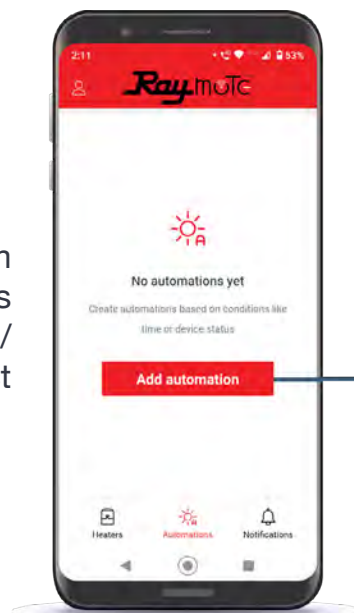 2:11
53%
Raymote
No automations yet
Create automations based on conditions like
time or device status
Add automation
Heaters
Automations
Notifications
n
s
/
t
A